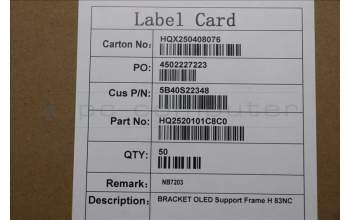 Label Card
Carton No: HQX250408076
PO: 4502227223
Cus P/N: 5B40S22348
Part No: HQ2520101C8C0
QTY: 50
Remark: NB7203
Description: BRACKET OLED Support Frame H 83NC